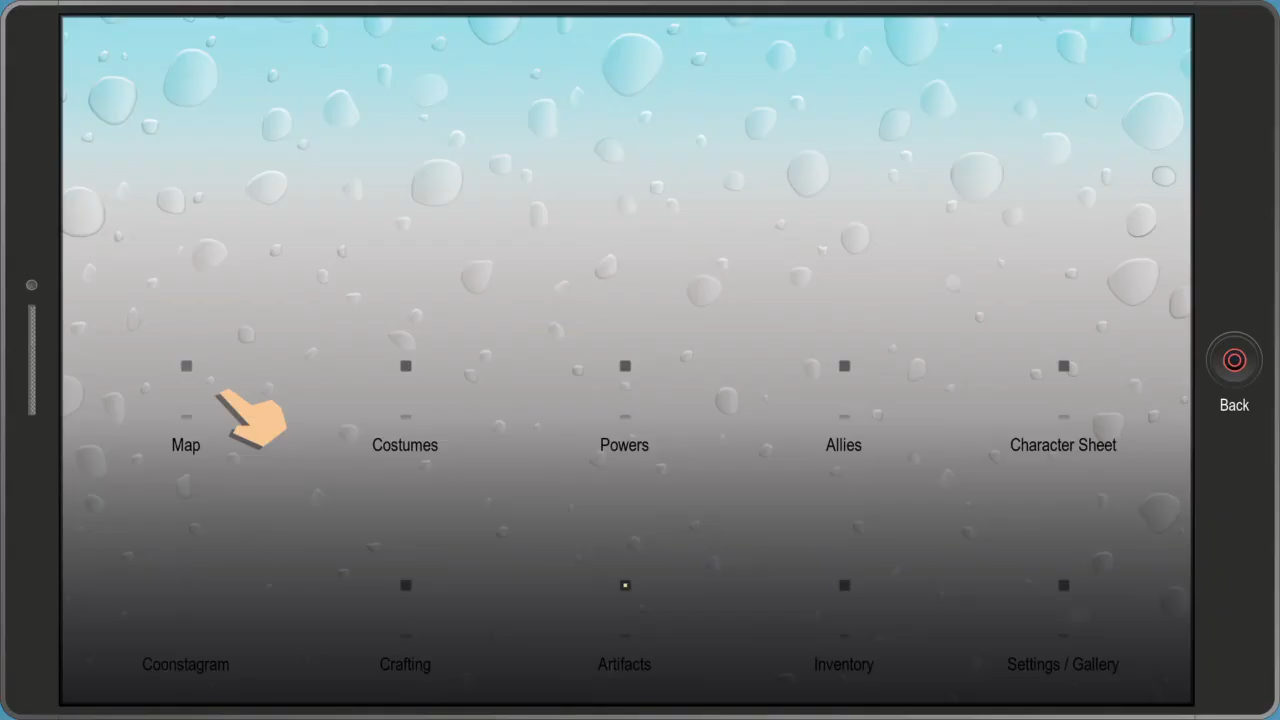 Back
Map
Costumes
Powers
Allies
Character Sheet
Coonstagram
Crafting
Artifacts
Inventory
Settings / Gallery